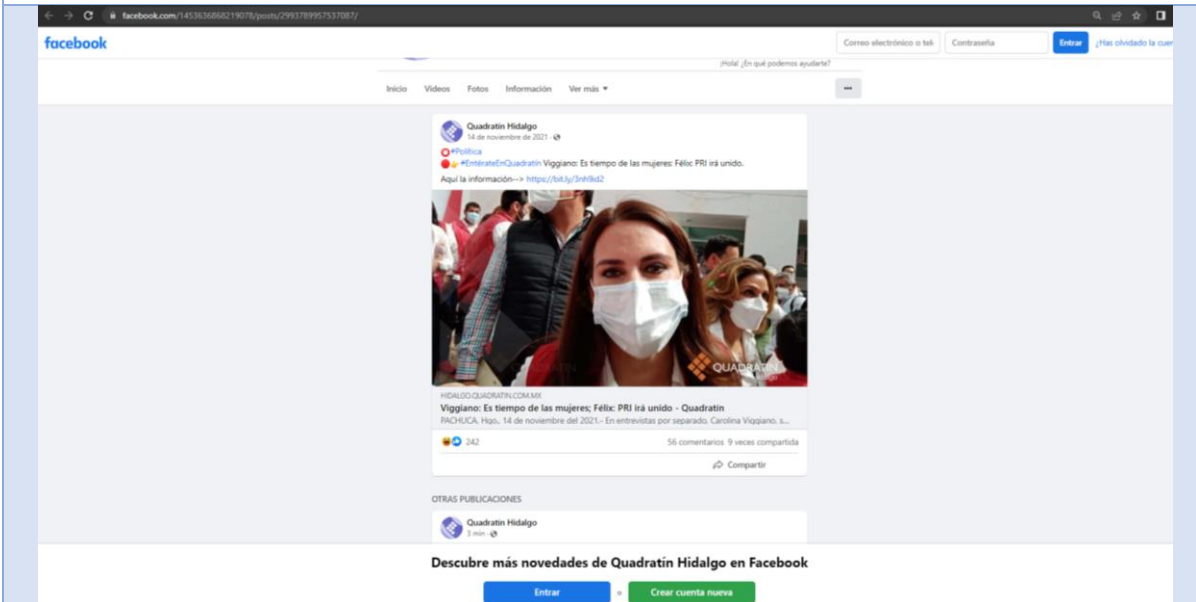 facebook.com/1453636868219078/posts/2993789957537087/
facebook
Correo electrónico o telé
Contraseña
Entrar
¿Has olvidado la cuen
¡Hola! ¿En qué podemos ayudarte?
Inicio
Videos
Fotos
Información
Ver más
Quadratín Hidalgo
14 de noviembre de 2021
#Política
#EntérateEnQuadratín Viggiano: Es tiempo de las mujeres: Félix: PRI irá unido.
Aquí la información--> https://bit.ly/3nh9id2
QUADRATIN
HIDALGO.QUADRATIN.COM.MX
Viggiano: Es tiempo de las mujeres; Félix: PRI irá unido - Quadratín
PACHUCA, Hgo., 14 de noviembre del 2021.- En entrevistas por separado, Carolina Viggiano, s...
242
56 comentarios 9 veces compartida
Compartir
OTRAS PUBLICACIONES
Quadratín Hidalgo
3 min
Descubre más novedades de Quadratín Hidalgo en Facebook
Entrar
o
Crear cuenta nueva